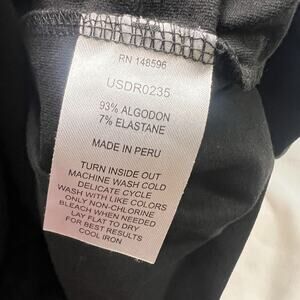 RN 148596
USDR0235
93% ALGODON
7% ELASTANE
MADE IN PERU
TURN INSIDE OUT
MACHINE WASH COLD
DELICATE CYCLE
WASH WITH LIKE COLORS
ONLY NON-CHLORINE
BLEACH WHEN NEEDED
LAY FLAT TO DRY
FOR BEST RESULTS
COOL IRON